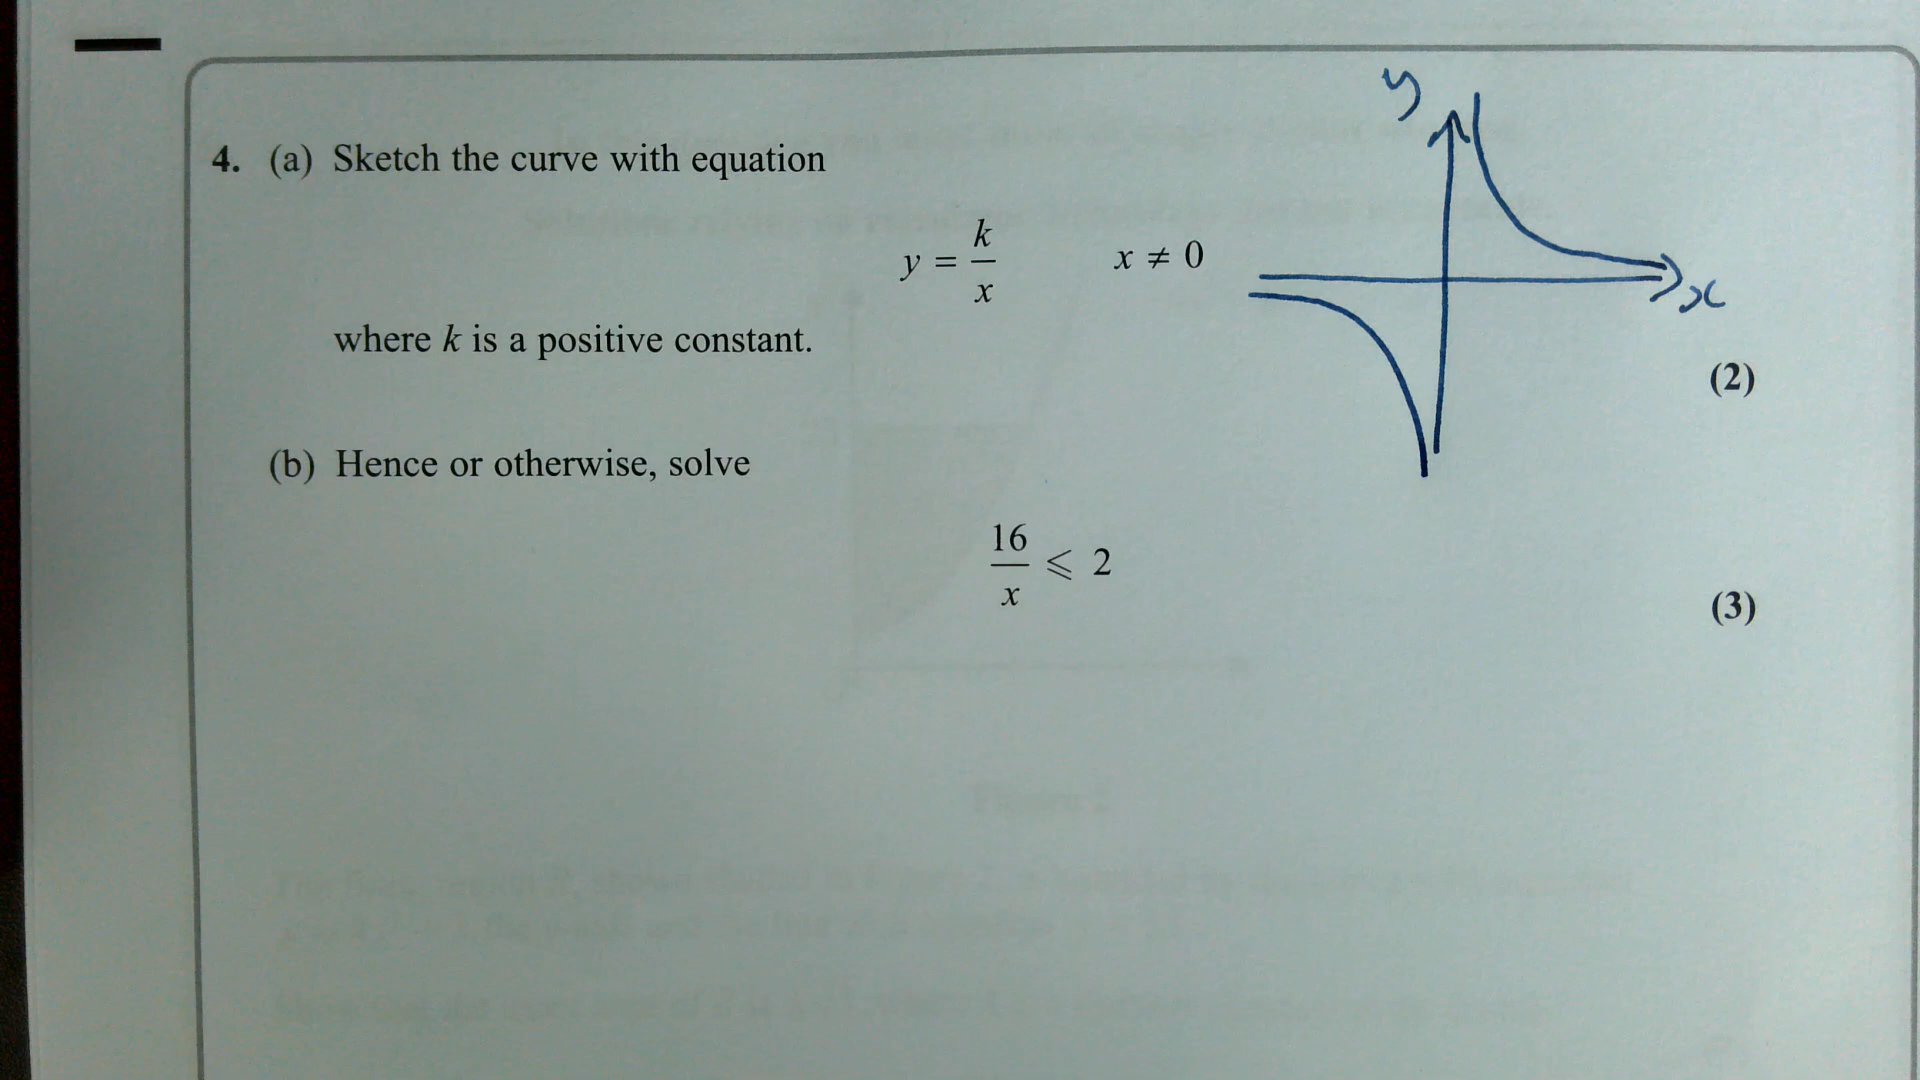 4. (a) Sketch the curve with equation
y = k/x x ≠ 0
where k is a positive constant.
(2)
(b) Hence or otherwise, solve
16/x ⩽ 2
(3)
y
x